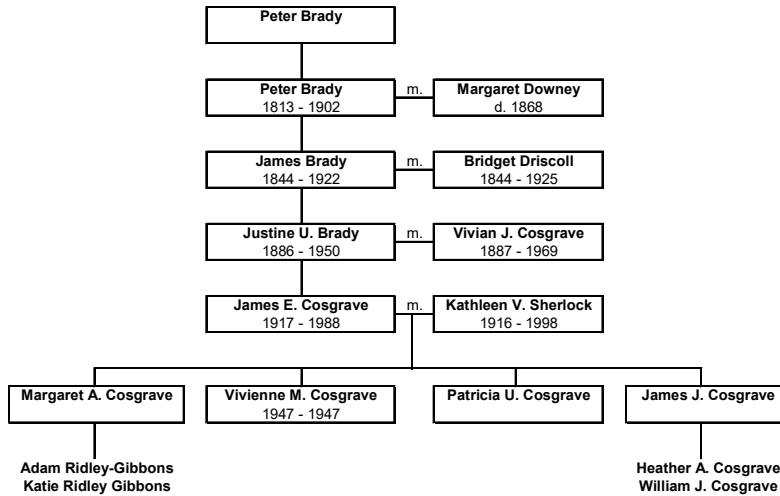 Peter Brady
Peter Brady
1813 - 1902
m.
Margaret Downey
d. 1868
James Brady
1844 - 1922
m.
Bridget Driscoll
1844 - 1925
Justine U. Brady
1886 - 1950
m.
Vivian J. Cosgrave
1887 - 1969
James E. Cosgrave
1917 - 1988
m.
Kathleen V. Sherlock
1916 - 1998
Margaret A. Cosgrave
Vivienne M. Cosgrave
1947 - 1947
Patricia U. Cosgrave
James J. Cosgrave
Adam Ridley-Gibbons
Katie Ridley Gibbons
Heather A. Cosgrave
William J. Cosgrave